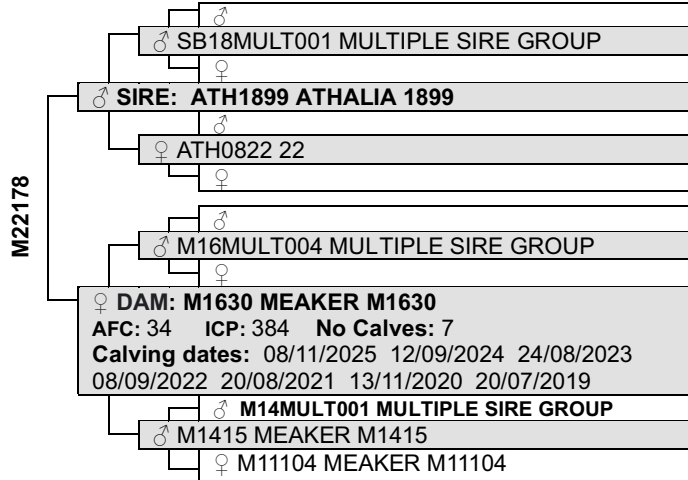 ♂
♂ SB18MULT001 MULTIPLE SIRE GROUP
♀
♂ SIRE: ATH1899 ATHALIA 1899
♂
♀ ATH0822 22
♀
M22178
♂
♂ M16MULT004 MULTIPLE SIRE GROUP
♀
♀ DAM: M1630 MEAKER M1630
AFC: 34 ICP: 384 No Calves: 7
Calving dates: 08/11/2025 12/09/2024 24/08/2023
08/09/2022 20/08/2021 13/11/2020 20/07/2019
♂ M14MULT001 MULTIPLE SIRE GROUP
♂ M1415 MEAKER M1415
♀ M11104 MEAKER M11104